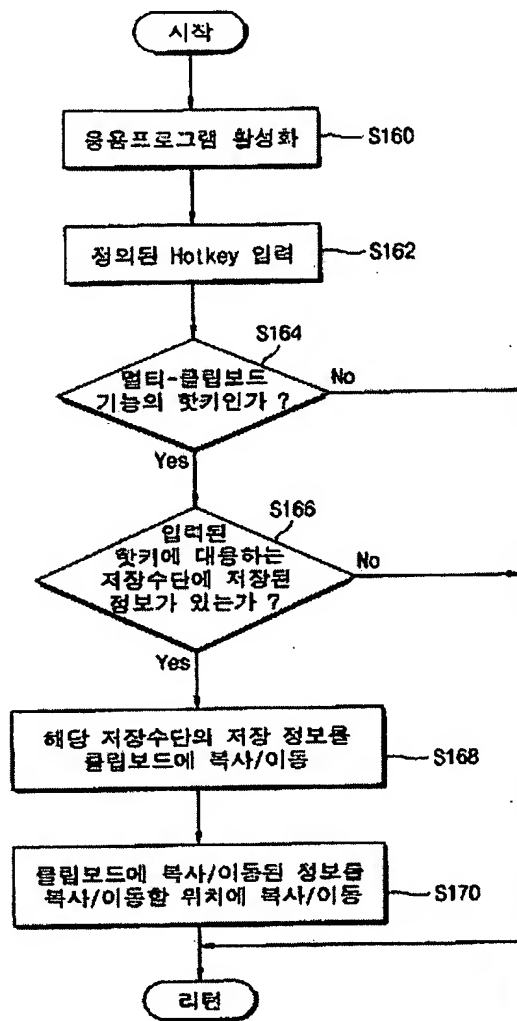 시작
응용프로그램 활성화
S160
정의된 Hotkey 입력
S162
S164
멀티-클립보드
기능의 핫키인가 ?
No
Yes
S166
입력된
핫키에 대응하는
저장수단에 저장된
정보가 있는가 ?
No
Yes
해당 저장수단의 저장 정보를
클립보드에 복사/이동
S168
클립보드에 복사/이동된 정보를
복사/이동할 위치에 복사/이동
S170
리턴